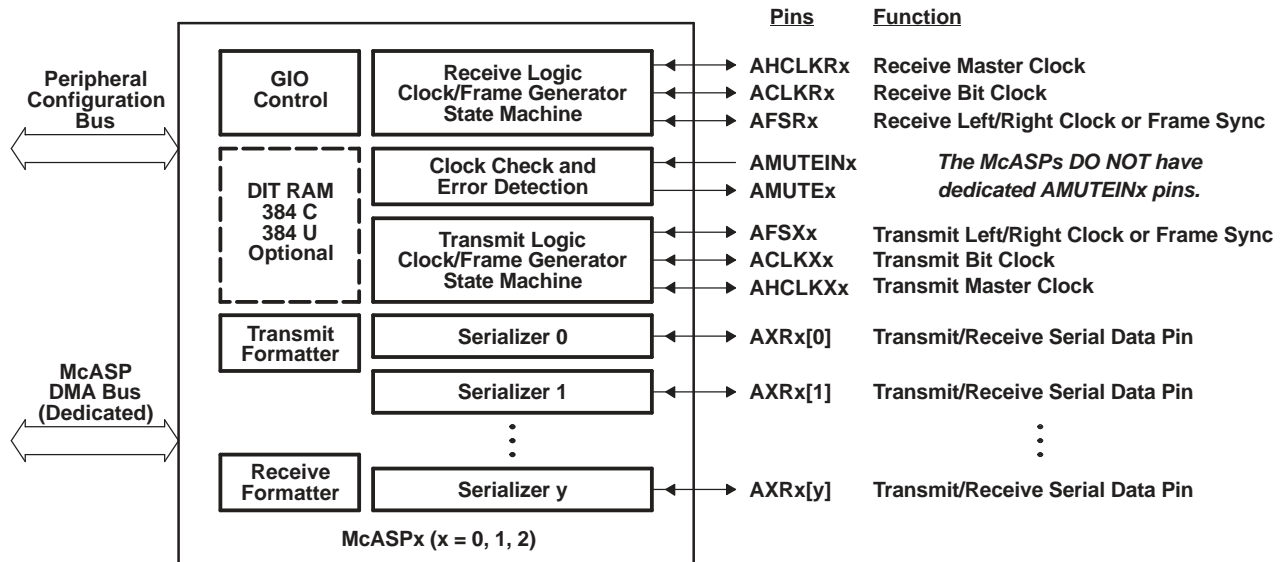 Pins Function
Peripheral
Configuration
Bus
GIO
Control
Receive Logic
Clock/Frame Generator
State Machine
AHCLKRx Receive Master Clock
ACLKRx Receive Bit Clock
AFSRx Receive Left/Right Clock or Frame Sync
DIT RAM
384 C
384 U
Optional
Clock Check and
Error Detection
AMUTEINx
AMUTEx
The McASPs DO NOT have
dedicated AMUTEINx pins.
Transmit Logic
Clock/Frame Generator
State Machine
AFSXx Transmit Left/Right Clock or Frame Sync
ACLKXx Transmit Bit Clock
AHCLKXx Transmit Master Clock
Transmit
Formatter
Serializer 0
AXRx[0] Transmit/Receive Serial Data Pin
McASP
DMA Bus
(Dedicated)
Serializer 1
AXRx[1] Transmit/Receive Serial Data Pin
Receive
Formatter
Serializer y
AXRx[y] Transmit/Receive Serial Data Pin
McASPx (x = 0, 1, 2)